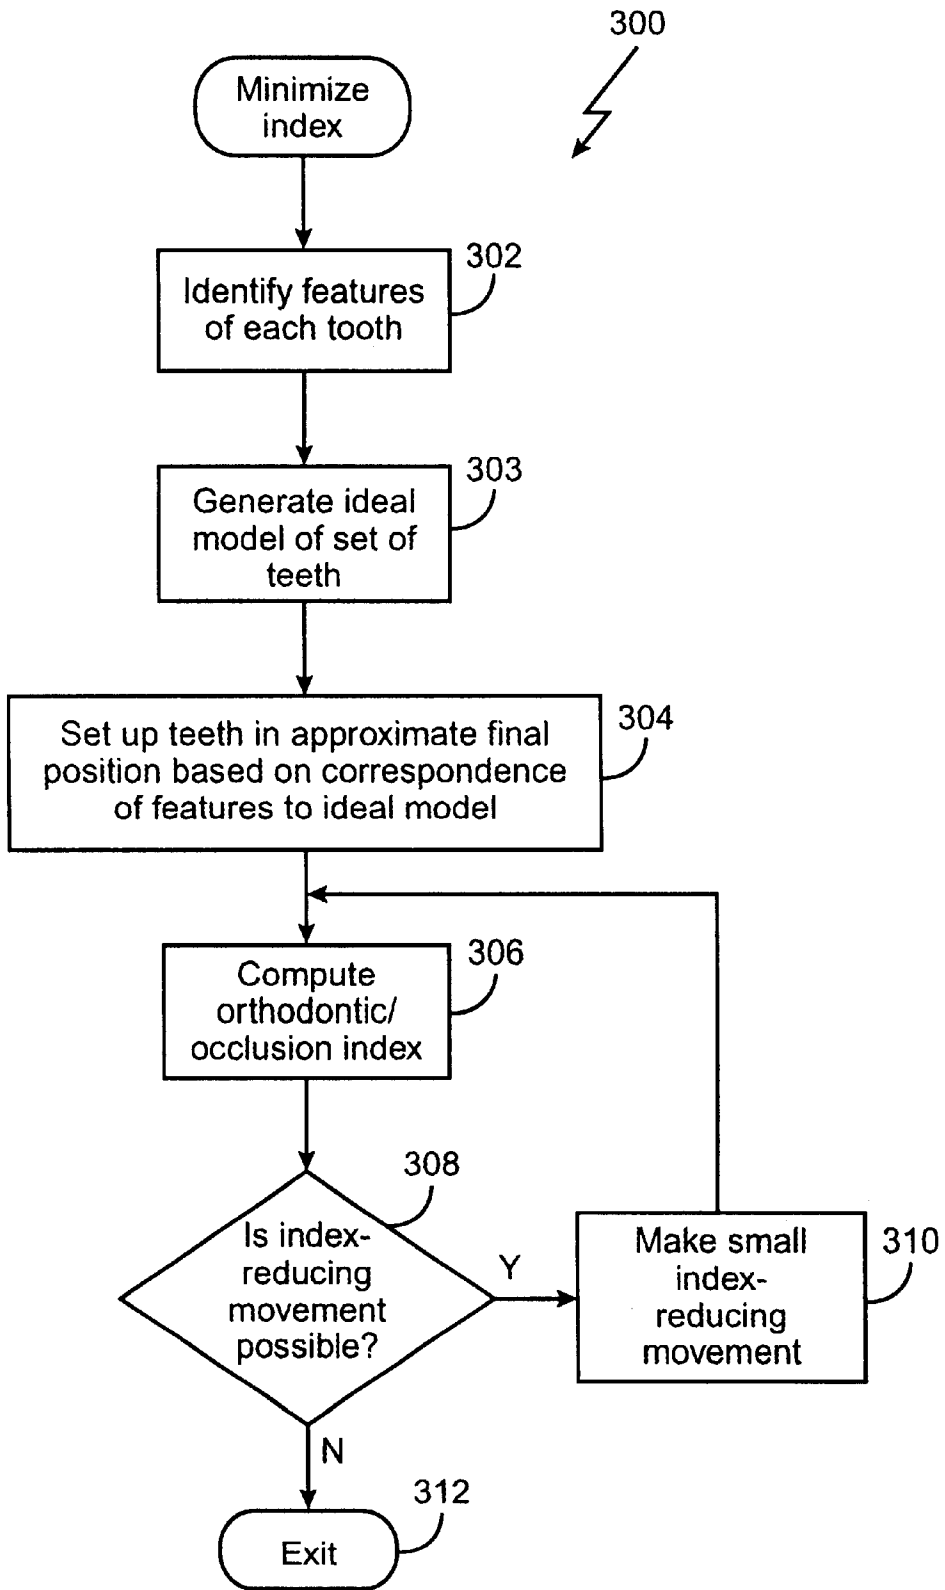 300
Minimize
index
302
Identify features
of each tooth
303
Generate ideal
model of set of
teeth
304
Set up teeth in approximate final
position based on correspondence
of features to ideal model
306
Compute
orthodontic/
occlusion index
308
Is index-
reducing
movement
possible?
Y
310
Make small
index-
reducing
movement
N
312
Exit